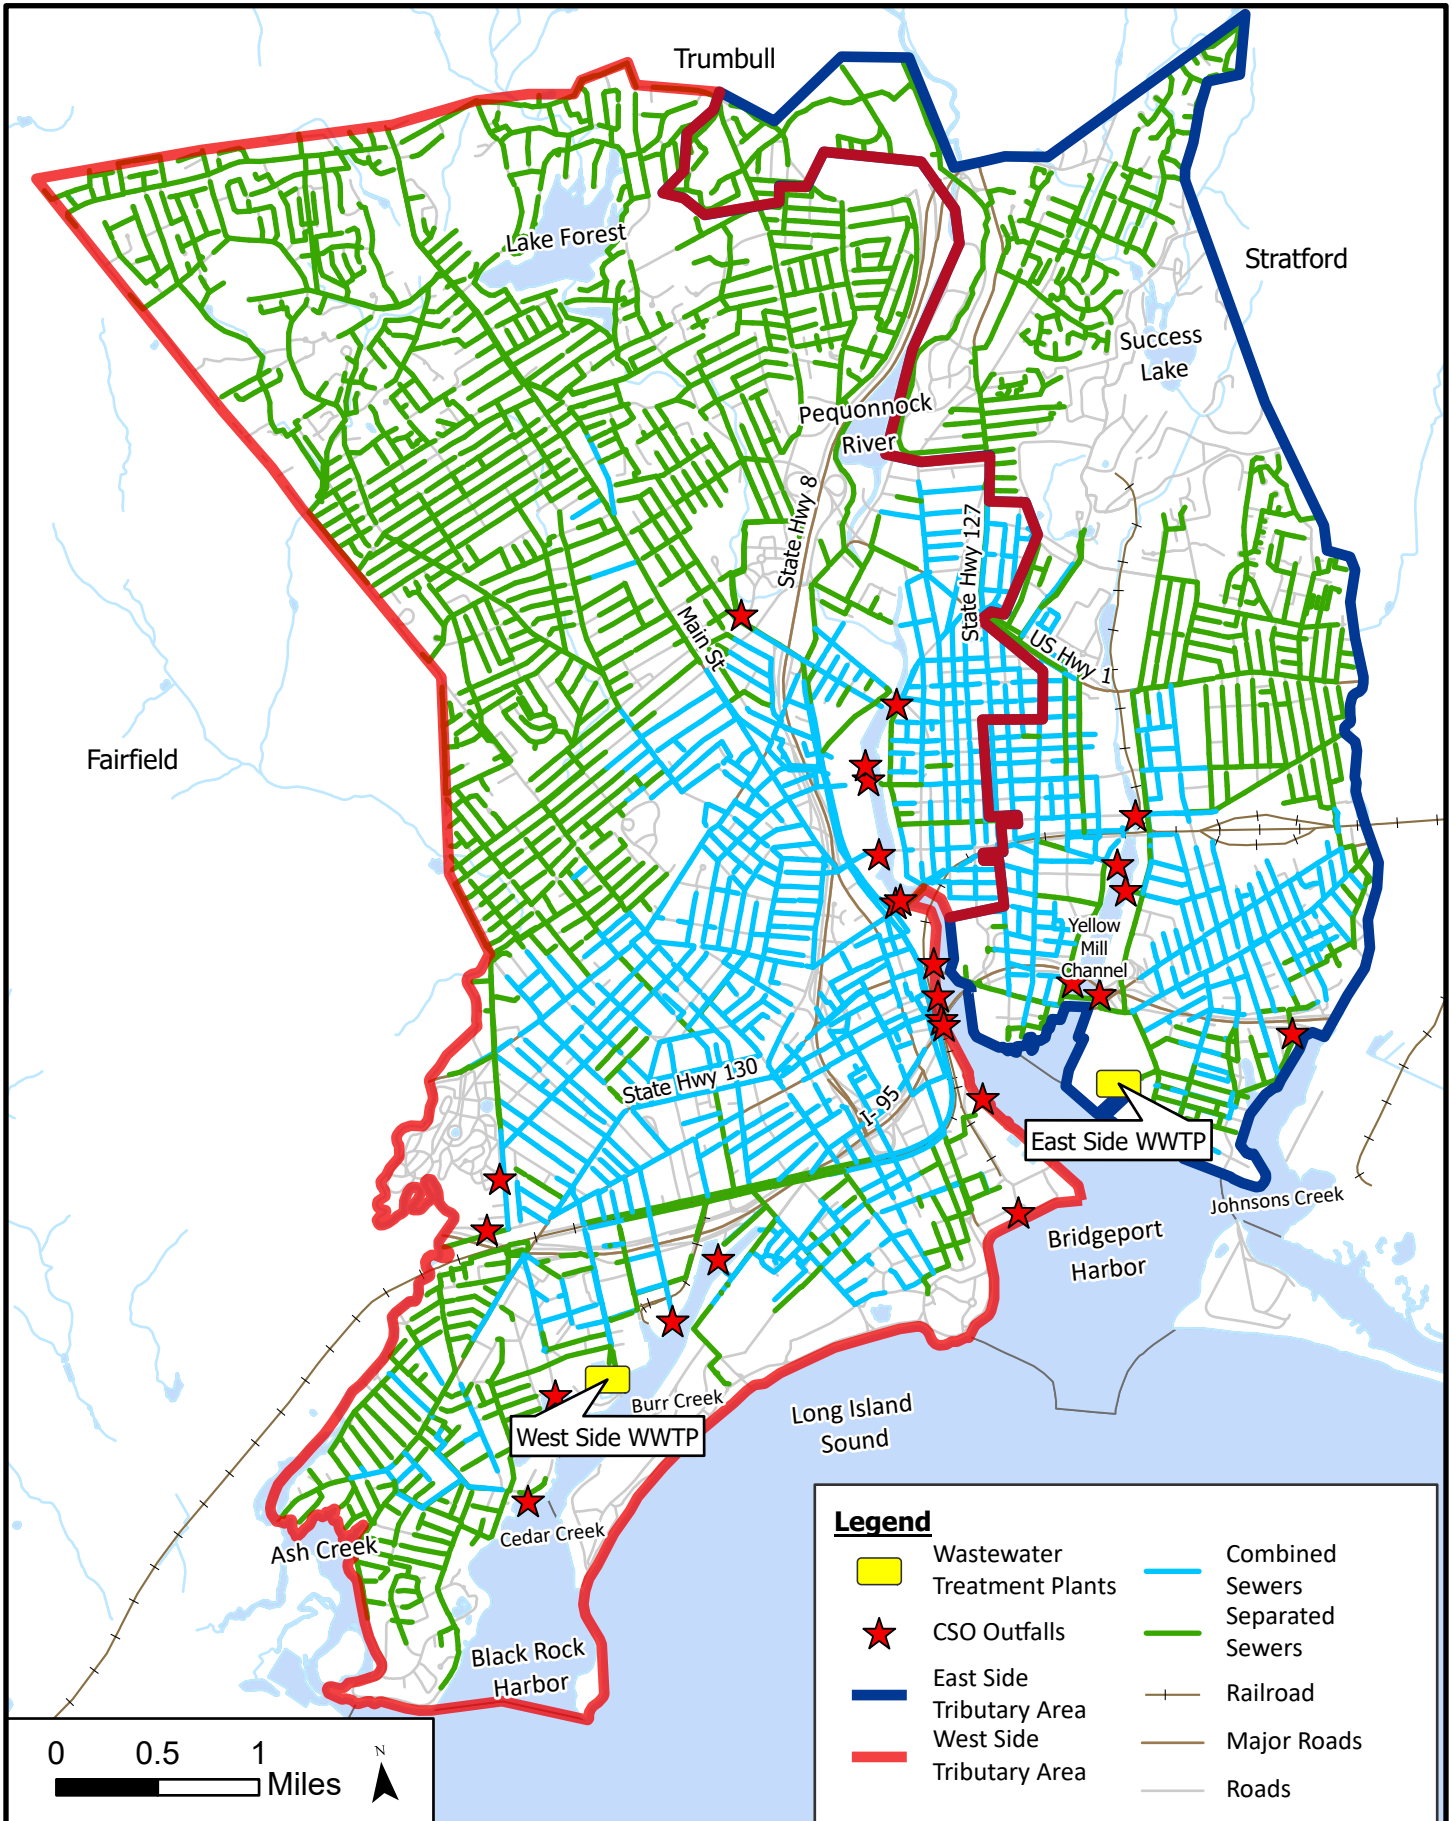 Trumbull
Lake Forest
Stratford
Success
Lake
Pequonnock
River
State Hwy 8
State Hwy 127
Main St
US Hwy 1
Fairfield
Yellow
Mill
Channel
State Hwy 130
I- 95
East Side WWTP
Johnsons Creek
Bridgeport
Harbor
Burr Creek
West Side WWTP
Long Island
Sound
Cedar Creek
Ash Creek
Black Rock
Harbor
Legend
Wastewater
Treatment Plants
CSO Outfalls
East Side
Tributary Area
West Side
Tributary Area
Combined
Sewers
Separated
Sewers
Railroad
Major Roads
Roads
0 0.5 1
Miles
N